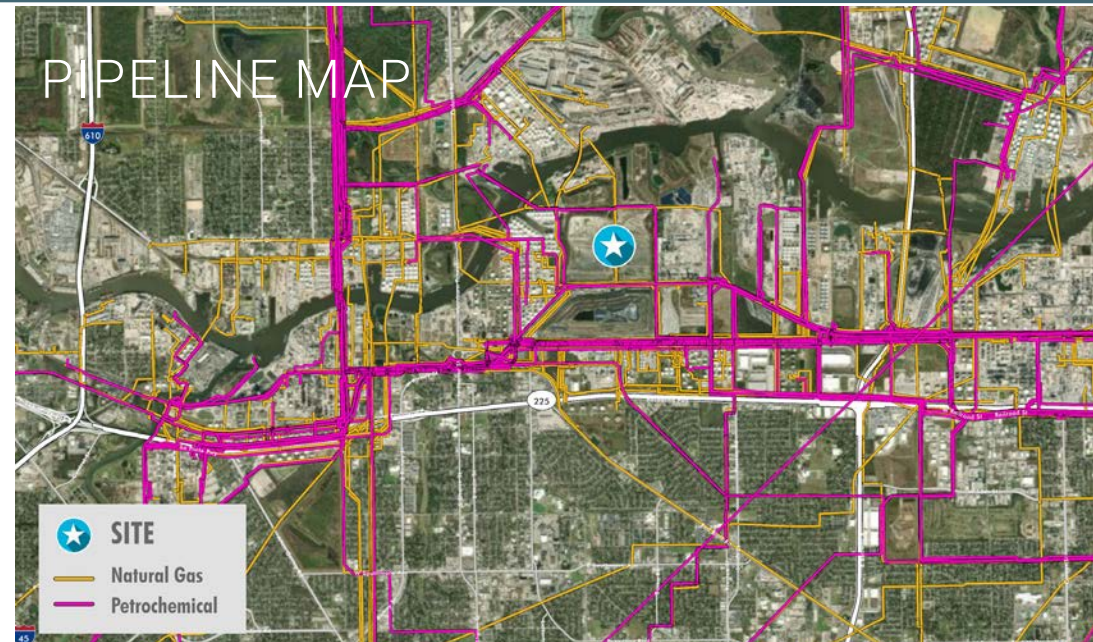 PIPELINE MAP
610
225
Railroad St
Railroad St
SITE
Natural Gas
Petrochemical
45